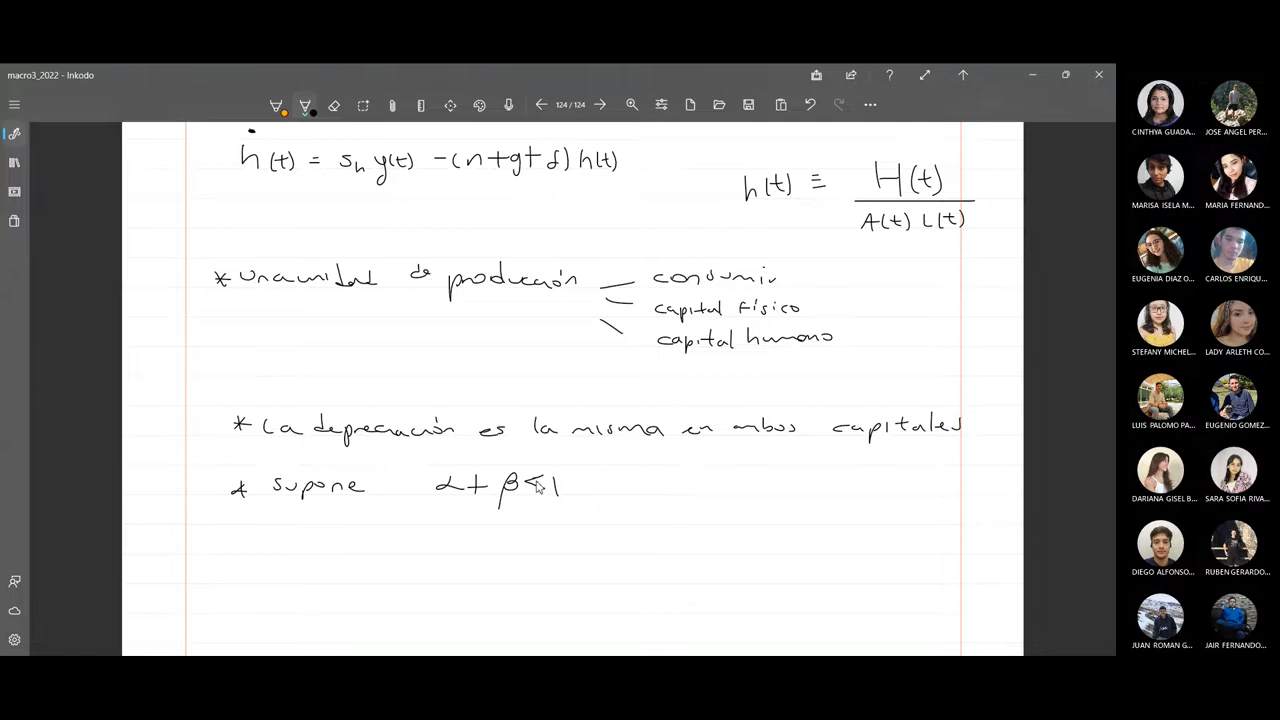 macro3_2022 - Inkodo
124 / 124
ḣ(t) = s_h y(t) - (n+g+δ) h(t)
h(t) ≡ H(t) / A(t) L(t)
* una unidad de producción
consumir
capital físico
capital humano
* La depreciación es la misma en ambos capitales
* supone α + β < 1
CINTHYA GUADA...
JOSE ANGEL PER...
MARISA ISELA M...
MARIA FERNAND...
EUGENIA DIAZ O...
CARLOS ENRIQU...
STEFANY MICHEL...
LADY ARLETH CO...
LUIS PALOMO PA...
EUGENIO GOMEZ...
DARIANA GISEL B...
SARA SOFIA RIVA...
DIEGO ALFONSO...
RUBEN GERARDO...
JUAN ROMAN G...
JAIR FERNANDO...